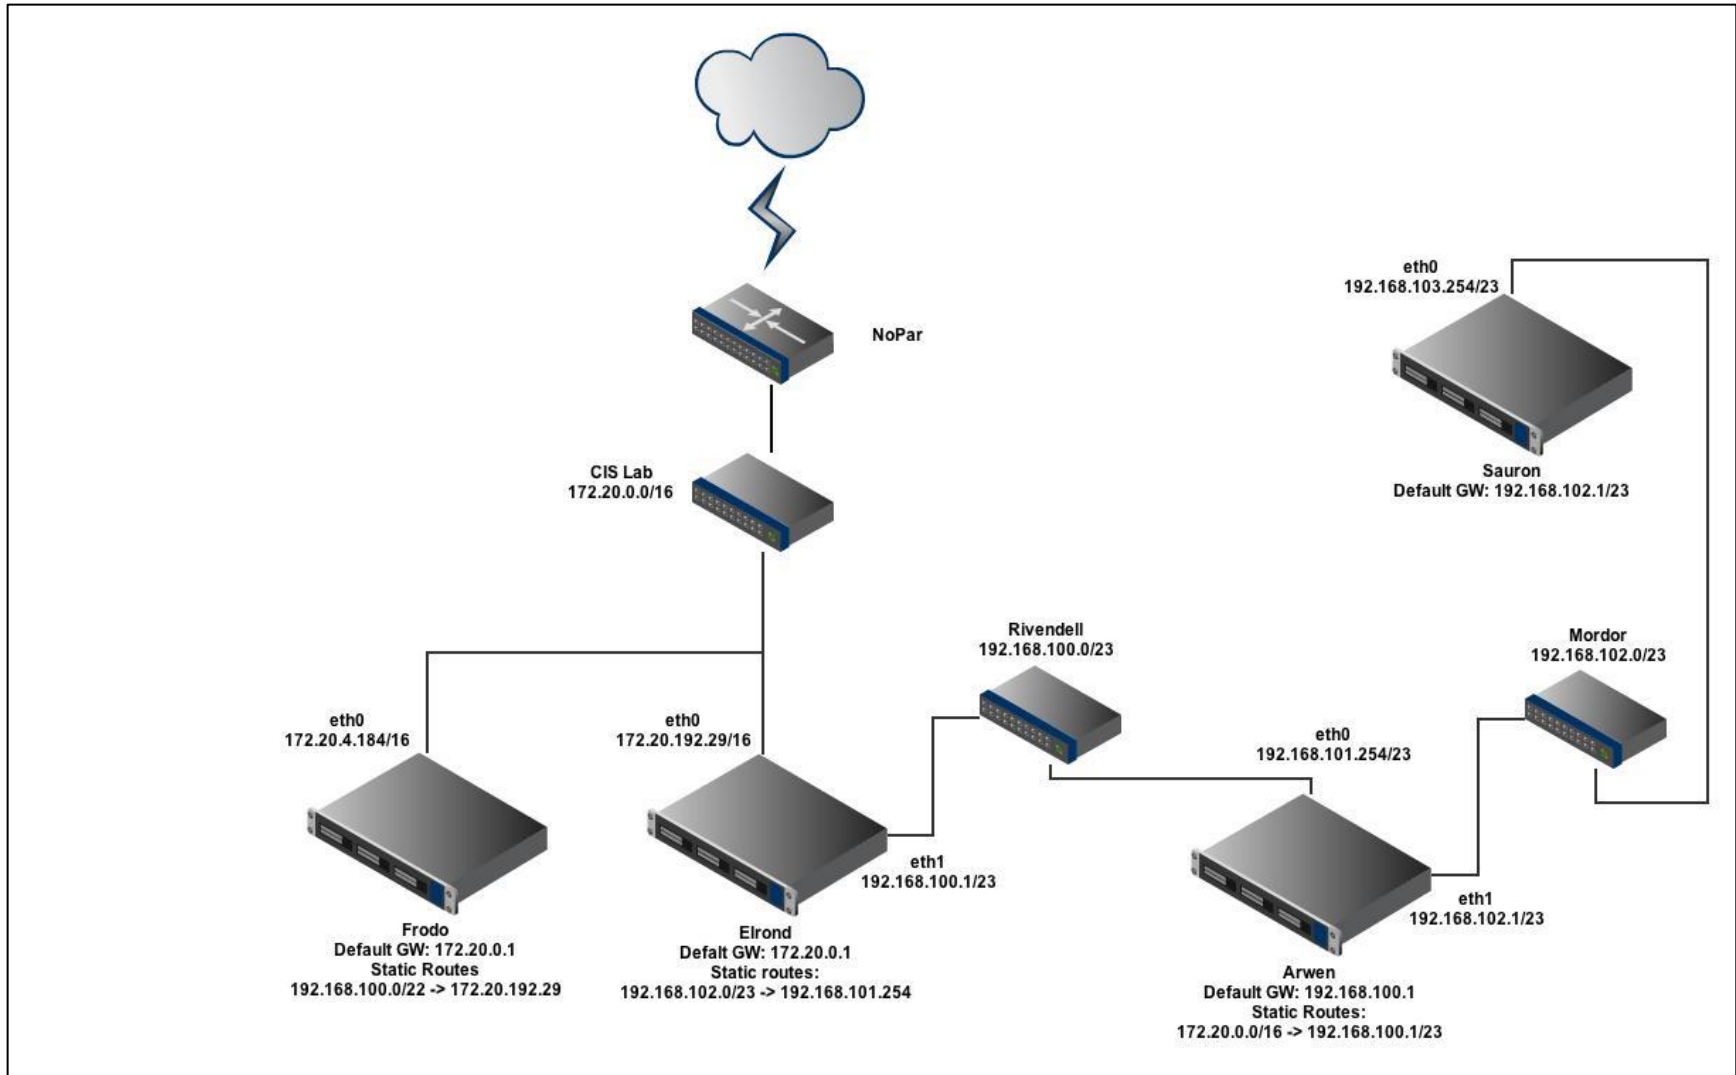 NoPar
eth0
192.168.103.254/23
Sauron
Default GW: 192.168.102.1/23
CIS Lab
172.20.0.0/16
Rivendell
192.168.100.0/23
Mordor
192.168.102.0/23
eth0
172.20.4.184/16
eth0
172.20.192.29/16
eth0
192.168.101.254/23
eth1
192.168.100.1/23
eth1
192.168.102.1/23
Frodo
Default GW: 172.20.0.1
Static Routes
192.168.100.0/22 -> 172.20.192.29
Elrond
Defalt GW: 172.20.0.1
Static routes:
192.168.102.0/23 -> 192.168.101.254
Arwen
Default GW: 192.168.100.1
Static Routes:
172.20.0.0/16 -> 192.168.100.1/23